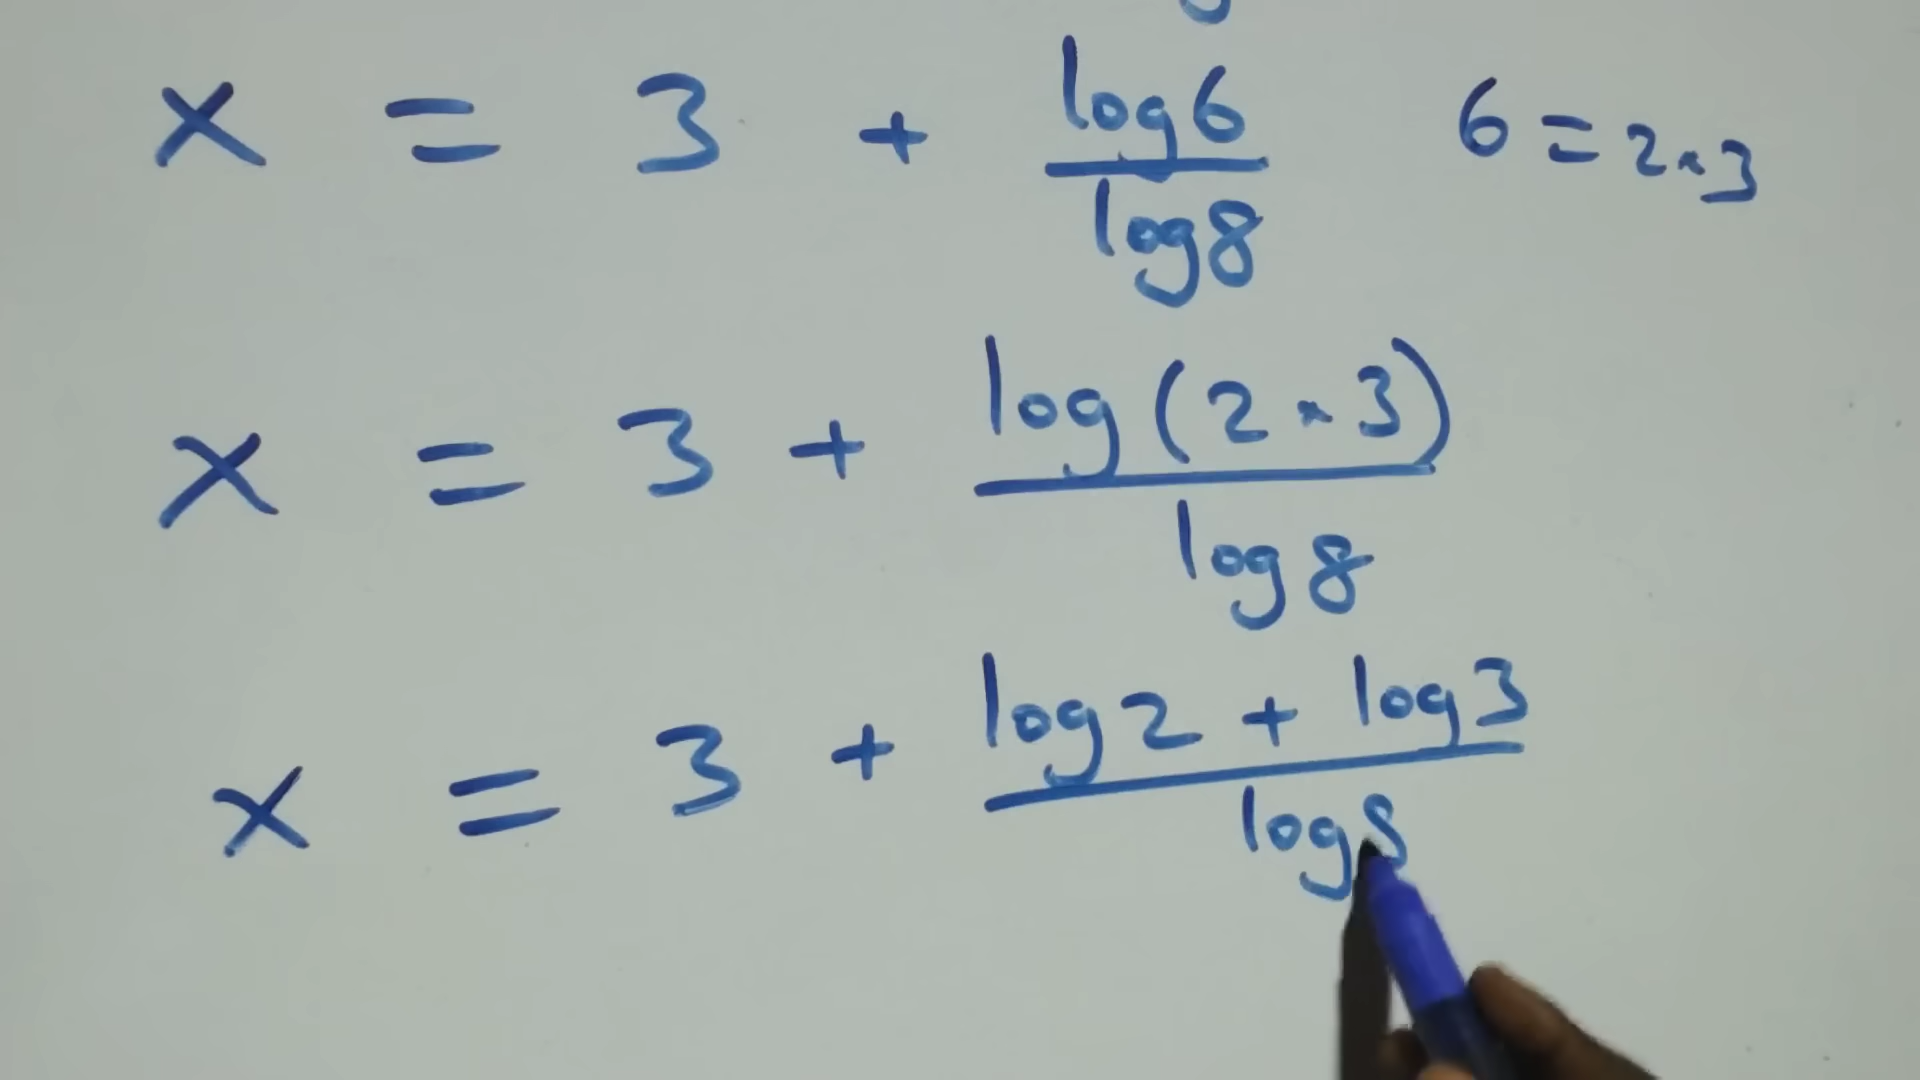 x = 3 + log6/log8 6 = 2×3
x = 3 + log(2×3)/log8
x = 3 + log2 + log3/log8